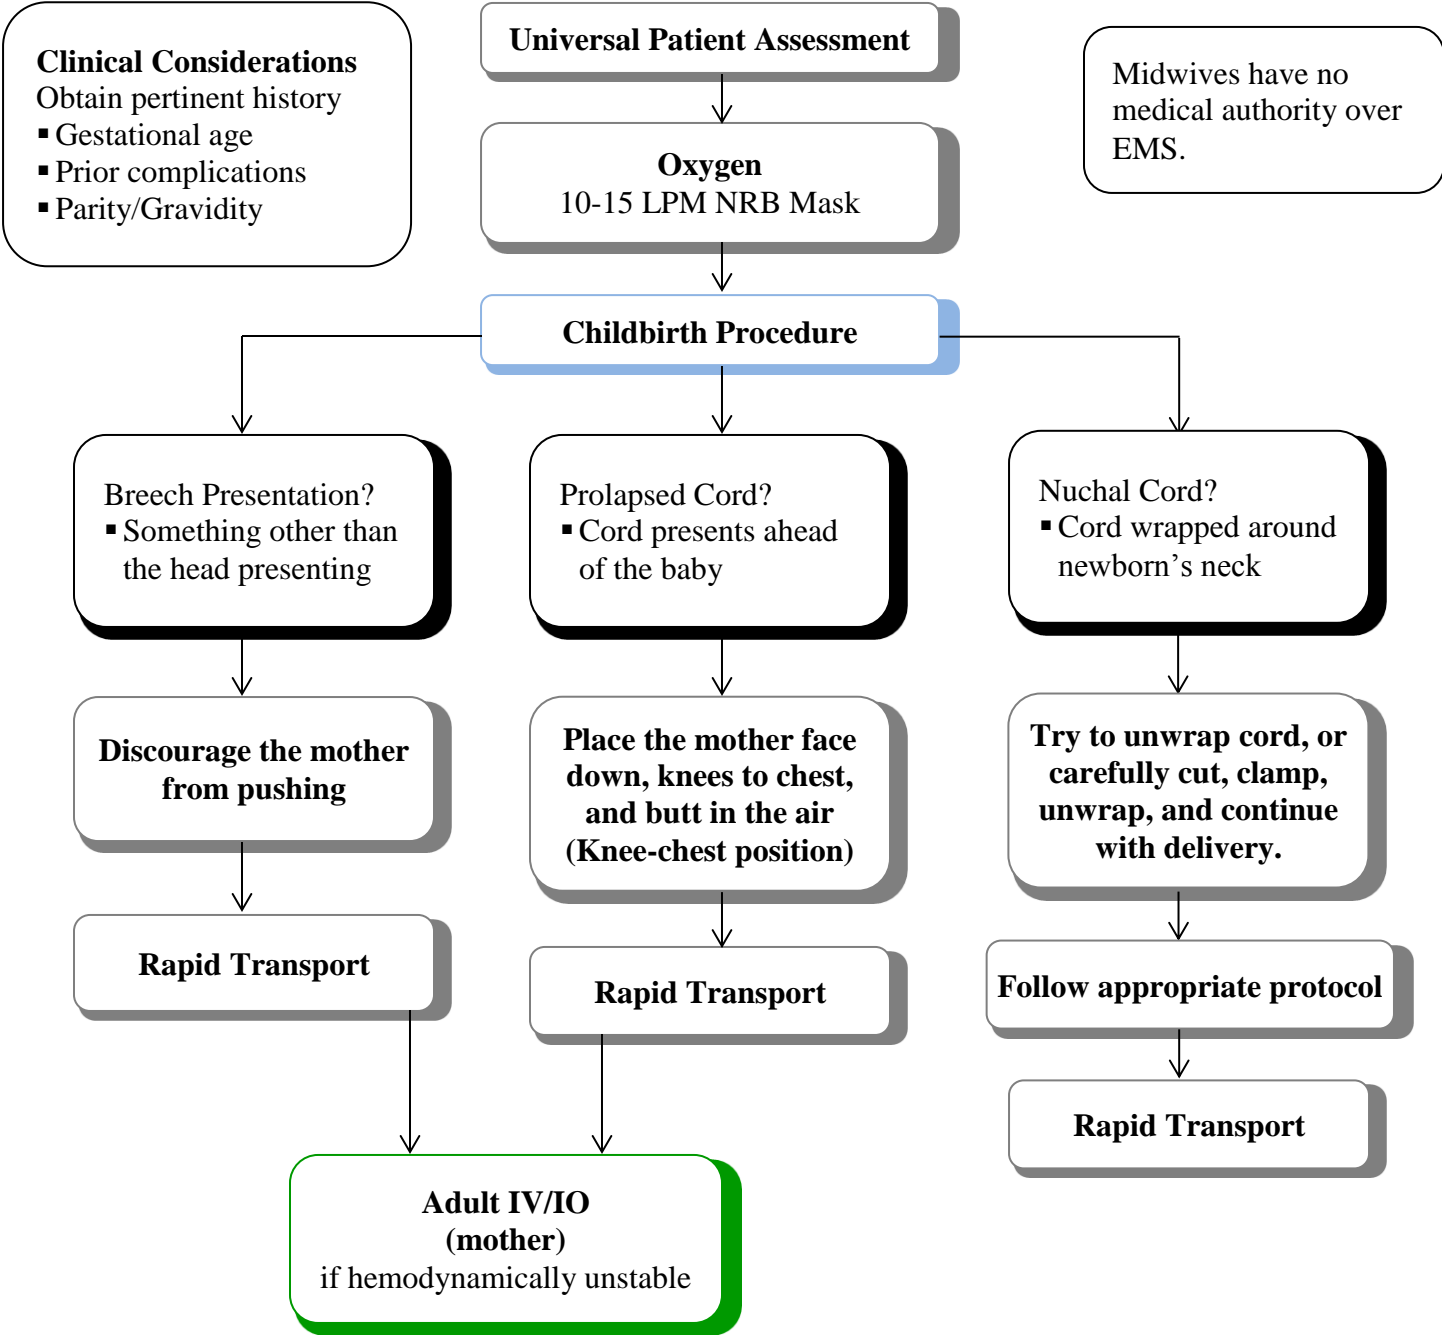 Clinical Considerations
Obtain pertinent history
▪ Gestational age
▪ Prior complications
▪ Parity/Gravidity
Universal Patient Assessment
Midwives have no
medical authority over
EMS.
Oxygen
10-15 LPM NRB Mask
Childbirth Procedure
Breech Presentation?
▪ Something other than
the head presenting
Prolapsed Cord?
▪ Cord presents ahead
of the baby
Nuchal Cord?
▪ Cord wrapped around
newborn’s neck
Discourage the mother
from pushing
Place the mother face
down, knees to chest,
and butt in the air
(Knee-chest position)
Try to unwrap cord, or
carefully cut, clamp,
unwrap, and continue
with delivery.
Rapid Transport
Rapid Transport
Follow appropriate protocol
Rapid Transport
Adult IV/IO
(mother)
if hemodynamically unstable